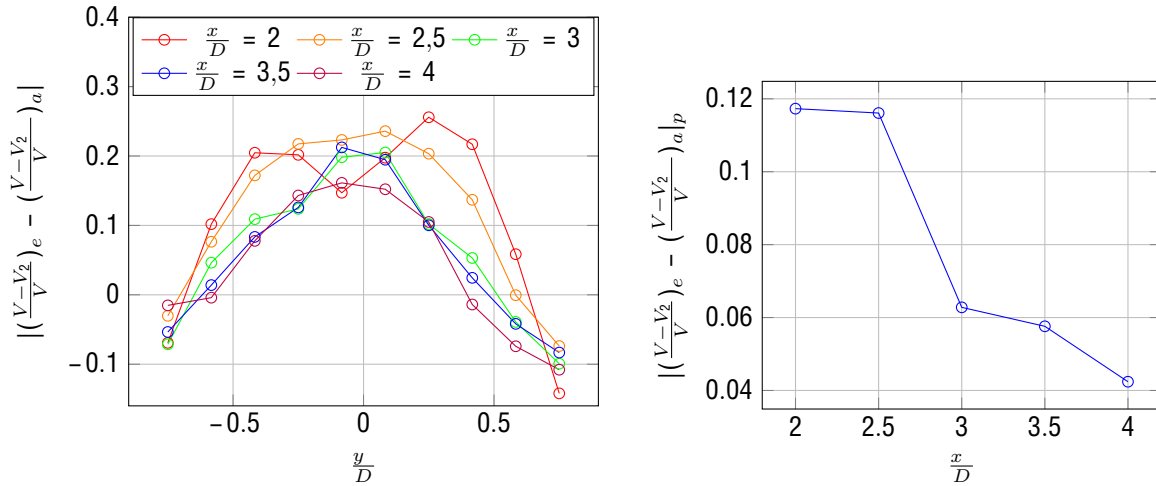 0.4
0.3
0.2
0.1
0
−0.1
−0.5 0 0.5
y/D
|((V−V₂)/V)ₑ - ((V−V₂)/V)ₐ|
x/D = 2 x/D = 2,5 x/D = 3
x/D = 3,5 x/D = 4
0.12
0.1
0.08
0.06
0.04
2 2.5 3 3.5 4
x/D
|((V−V₂)/V)ₑ - ((V−V₂)/V)ₐ|ₚ